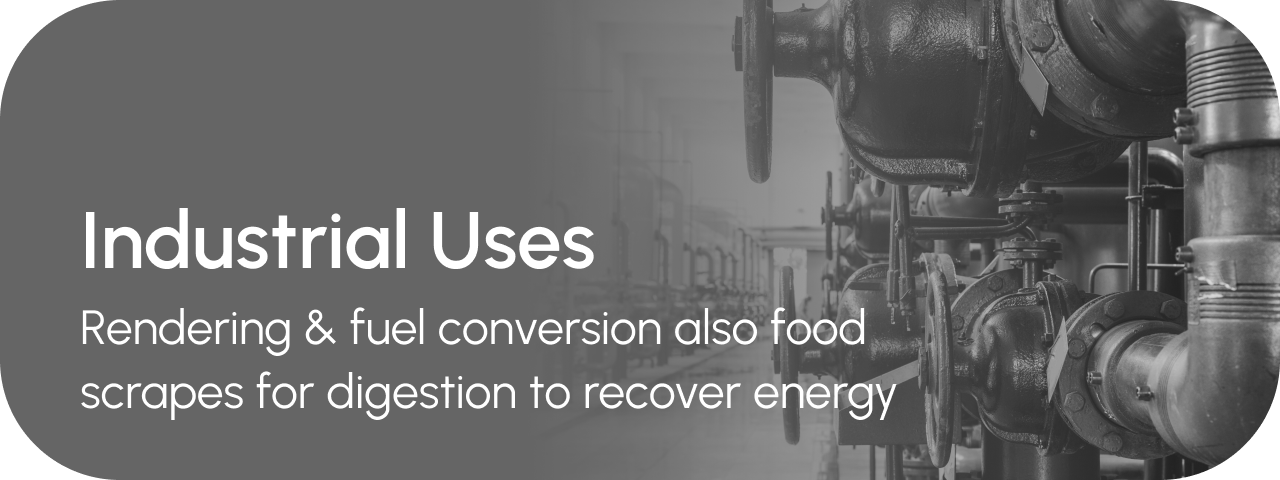 Industrial Uses
Rendering & fuel conversion also food
scrapes for digestion to recover energy